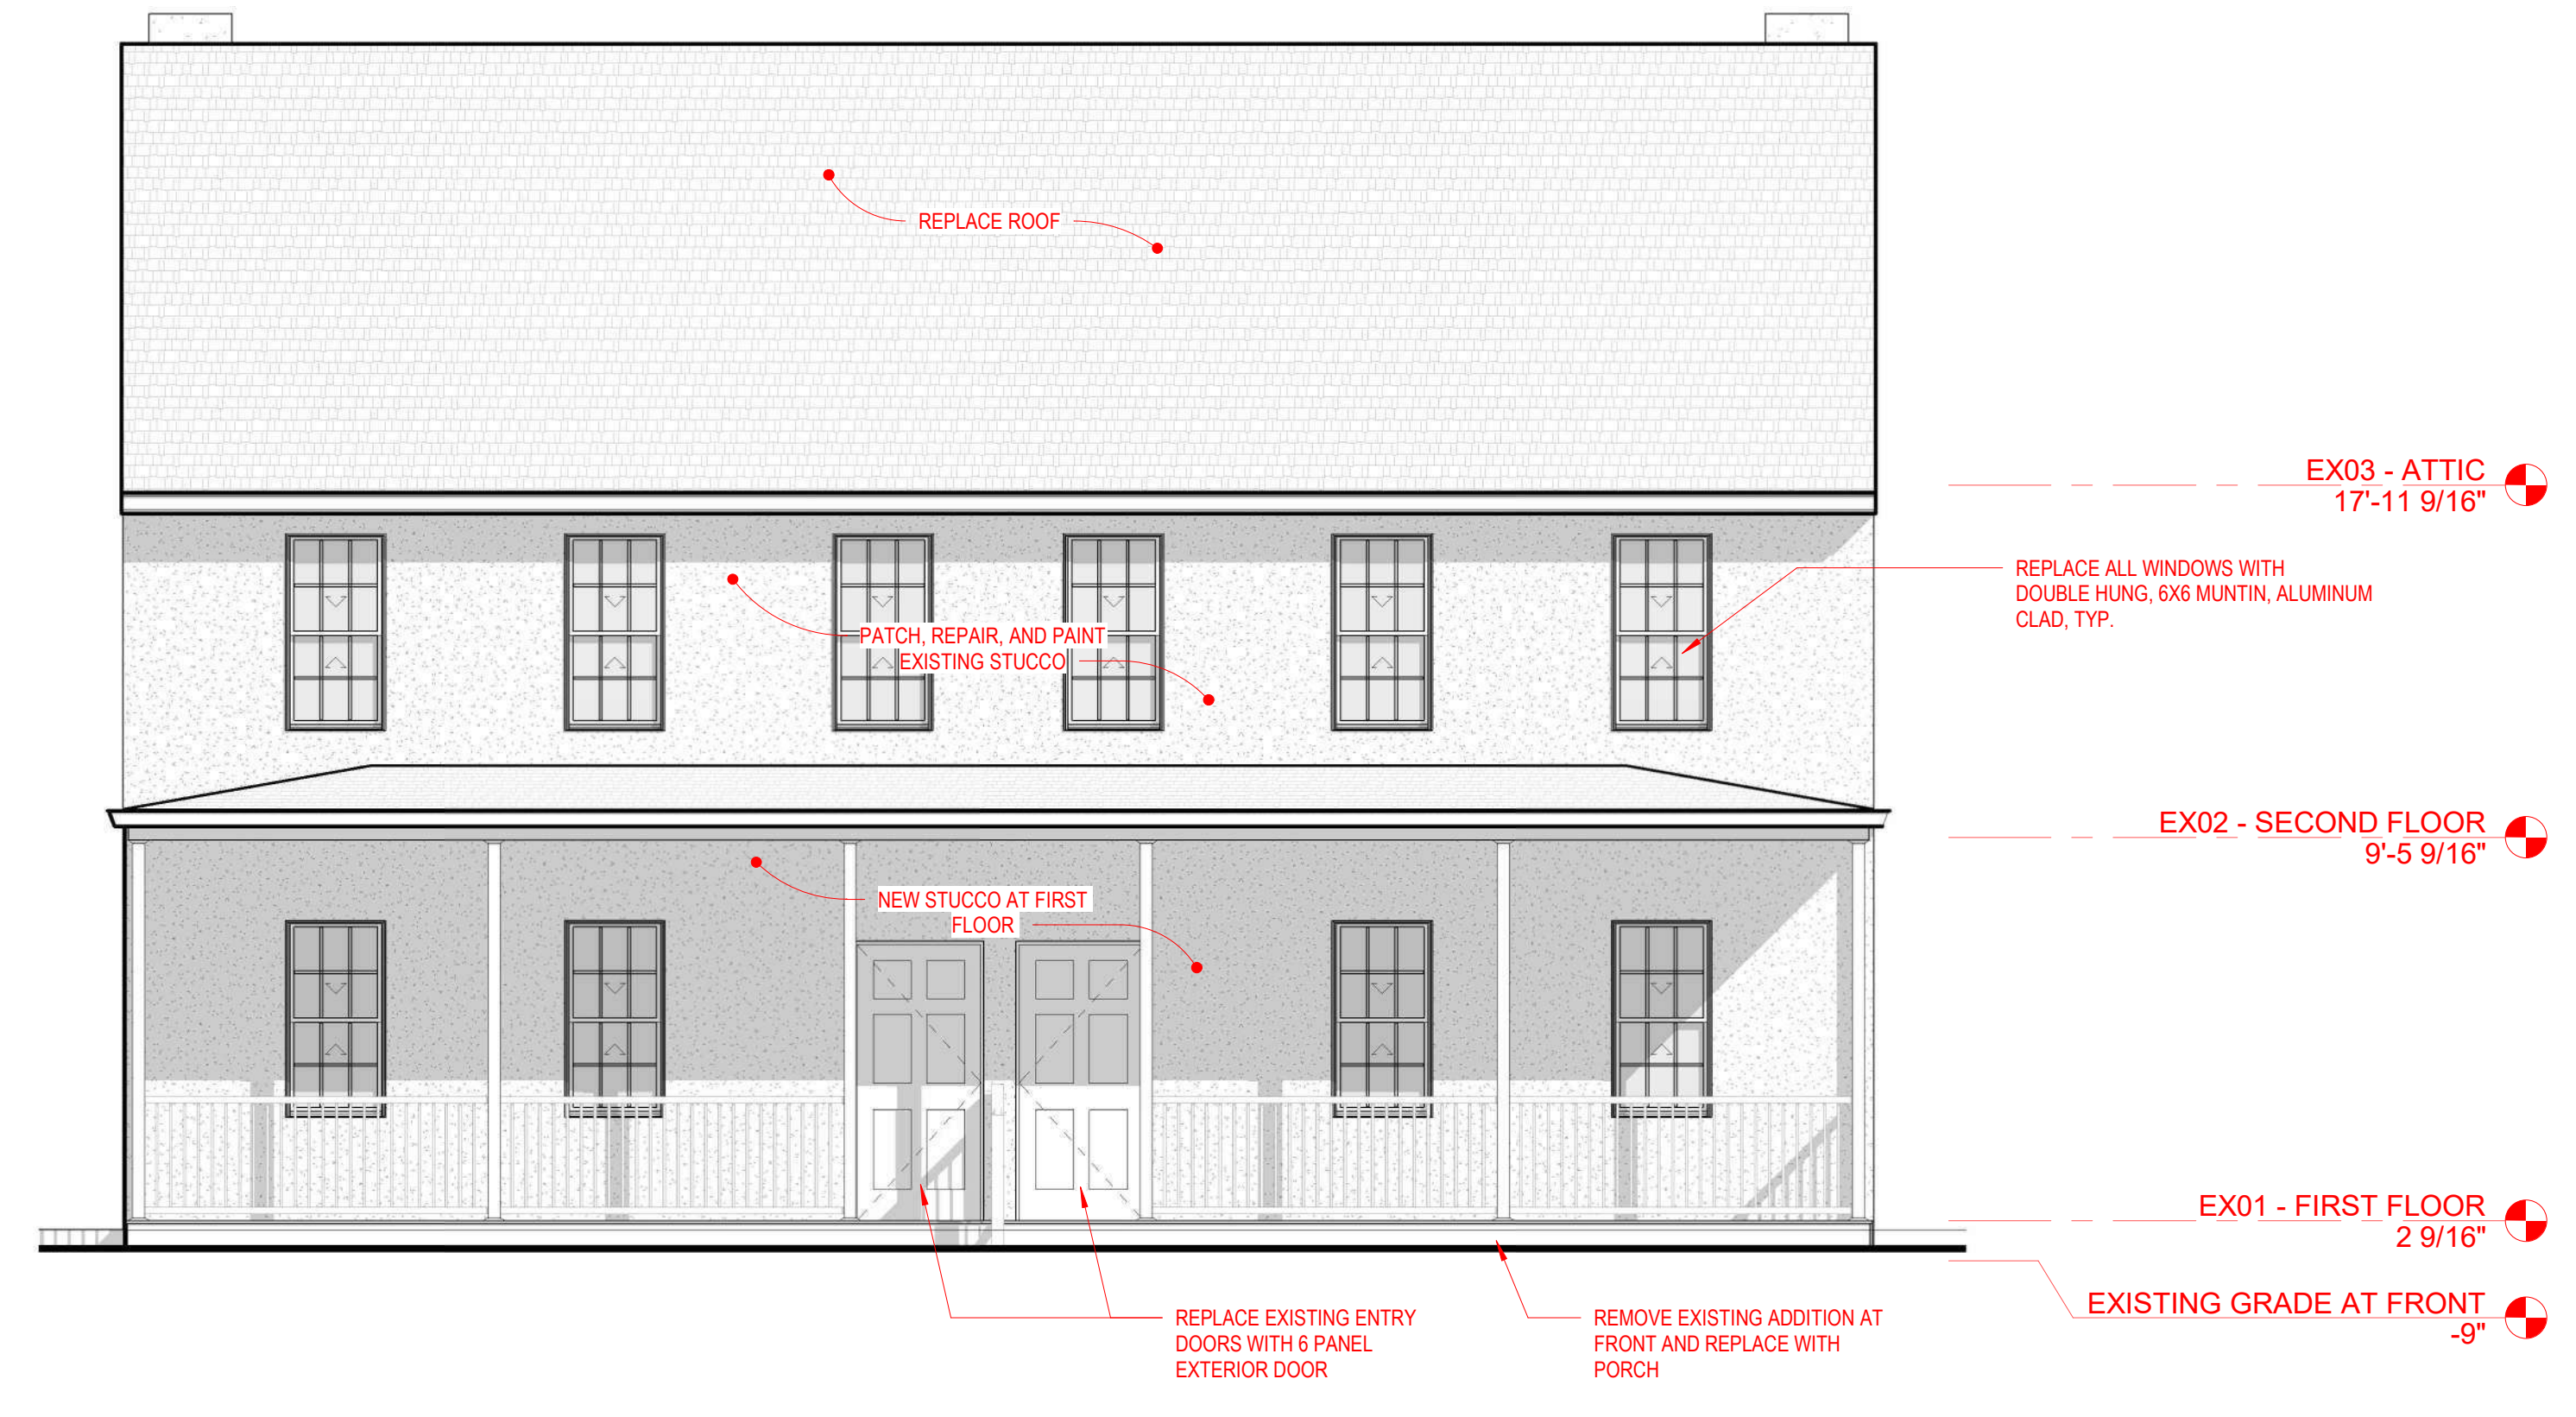 REPLACE ROOF
EX03 - ATTIC
17'-11 9/16"
REPLACE ALL WINDOWS WITH
DOUBLE HUNG, 6X6 MUNTIN, ALUMINUM
CLAD, TYP.
PATCH, REPAIR, AND PAINT
EXISTING STUCCO
EX02 - SECOND FLOOR
9'-5 9/16"
NEW STUCCO AT FIRST
FLOOR
EX01 - FIRST FLOOR
2 9/16"
EXISTING GRADE AT FRONT
-9"
REPLACE EXISTING ENTRY
DOORS WITH 6 PANEL
EXTERIOR DOOR
REMOVE EXISTING ADDITION AT
FRONT AND REPLACE WITH
PORCH